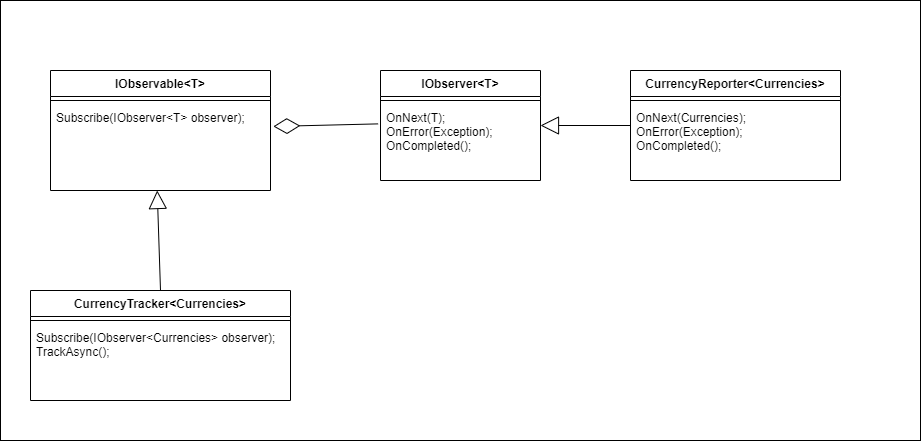 IObservable<T>
Subscribe(IObserver<T> observer);
IObserver<T>
OnNext(T);
OnError(Exception);
OnCompleted();
CurrencyReporter<Currencies>
OnNext(Currencies);
OnError(Exception);
OnCompleted();
CurrencyTracker<Currencies>
Subscribe(IObserver<Currencies> observer);
TrackAsync();